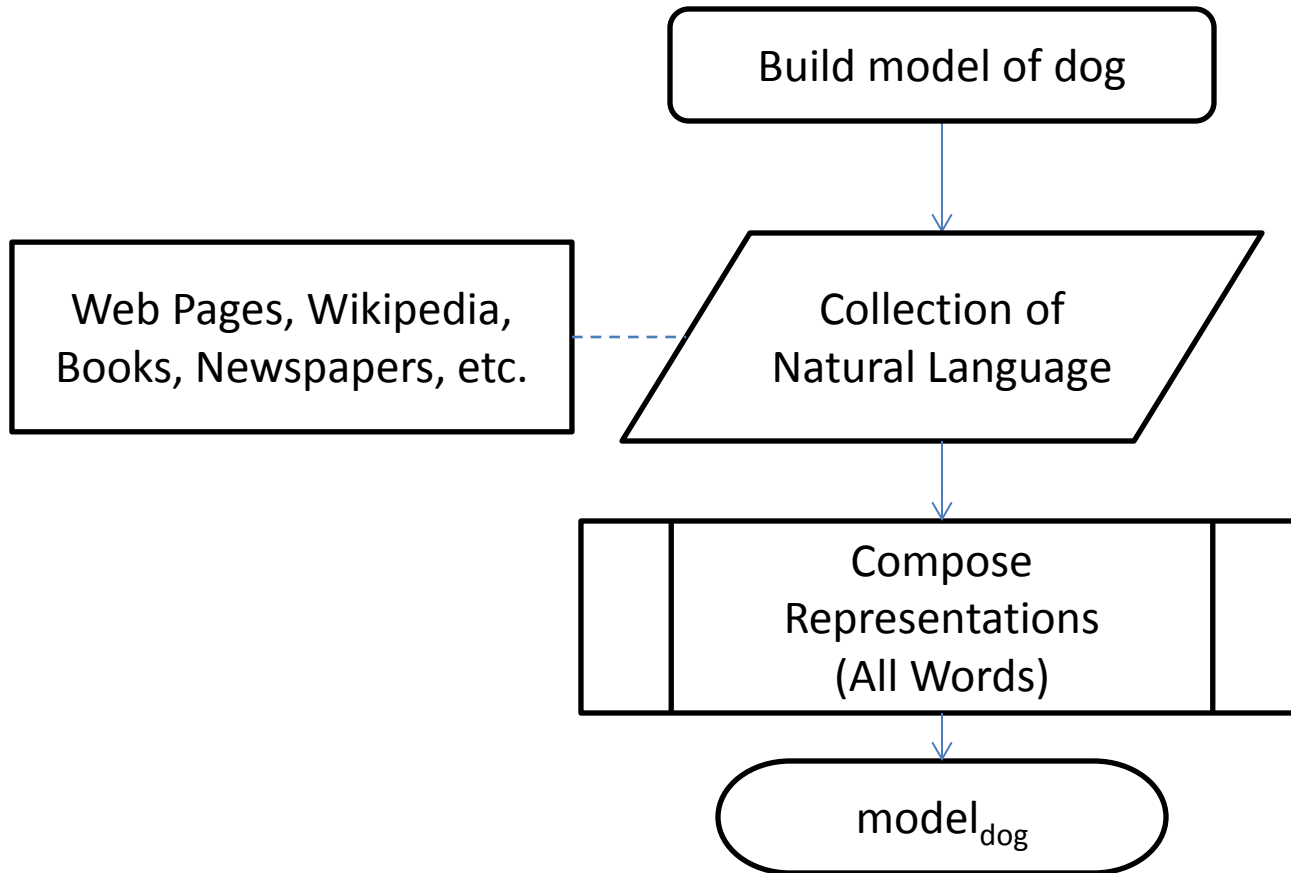 Build model of dog
Web Pages, Wikipedia,
Books, Newspapers, etc.
Collection of
Natural Language
Compose
Representations
(All Words)
model_dog